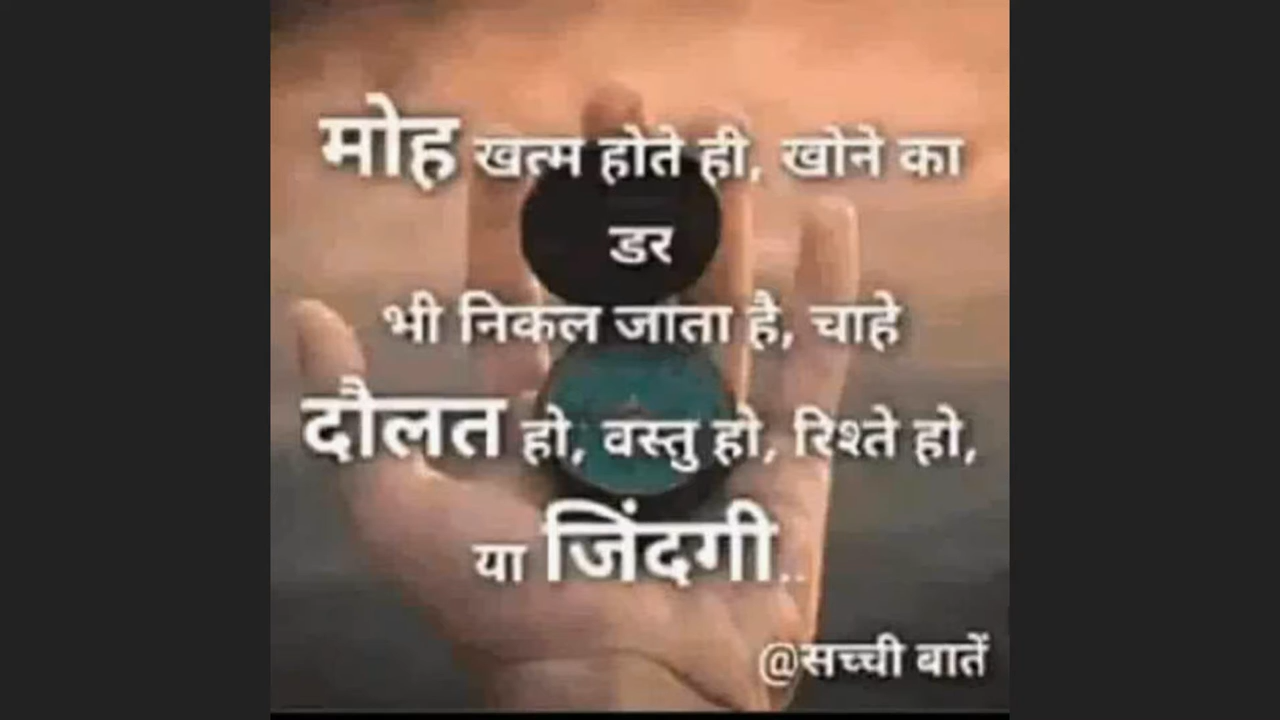 मोह खत्म होते ही, खोने का
डर
भी निकल जाता है, चाहे
दौलत हो, वस्तु हो, रिश्ते हो,
या जिंदगी..
@सच्ची बातें